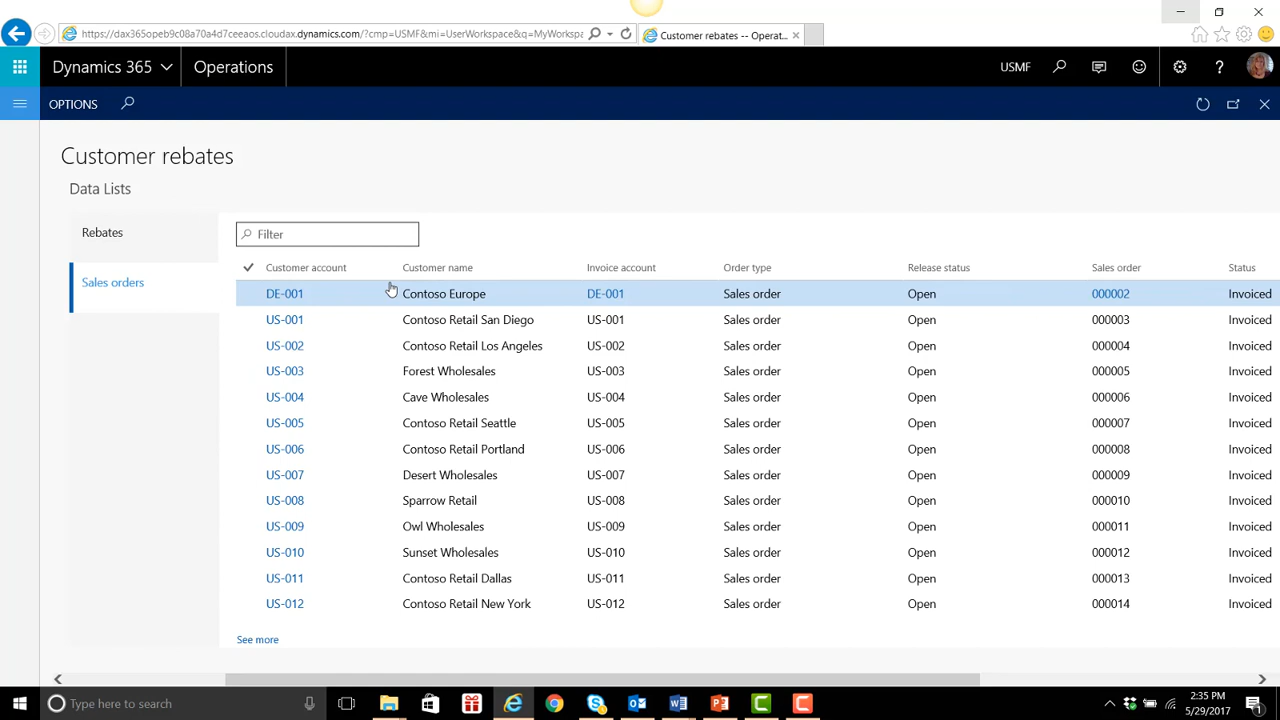 https://dax365opeb9c08a70a4d7ceeaos.cloudax.dynamics.com/?cmp=USMF&mi=UserWorkspace&q=MyWorkspa
Customer rebates -- Operat...
Dynamics 365
Operations
USMF
OPTIONS
Customer rebates
Data Lists
Rebates
Sales orders
Filter
Customer account Customer name Invoice account Order type Release status Sales order Status
DE-001 Contoso Europe DE-001 Sales order Open 000002 Invoiced
US-001 Contoso Retail San Diego US-001 Sales order Open 000003 Invoiced
US-002 Contoso Retail Los Angeles US-002 Sales order Open 000004 Invoiced
US-003 Forest Wholesales US-003 Sales order Open 000005 Invoiced
US-004 Cave Wholesales US-004 Sales order Open 000006 Invoiced
US-005 Contoso Retail Seattle US-005 Sales order Open 000007 Invoiced
US-006 Contoso Retail Portland US-006 Sales order Open 000008 Invoiced
US-007 Desert Wholesales US-007 Sales order Open 000009 Invoiced
US-008 Sparrow Retail US-008 Sales order Open 000010 Invoiced
US-009 Owl Wholesales US-009 Sales order Open 000011 Invoiced
US-010 Sunset Wholesales US-010 Sales order Open 000012 Invoiced
US-011 Contoso Retail Dallas US-011 Sales order Open 000013 Invoiced
US-012 Contoso Retail New York US-012 Sales order Open 000014 Invoiced
See more
Type here to search
2:35 PM
5/29/2017